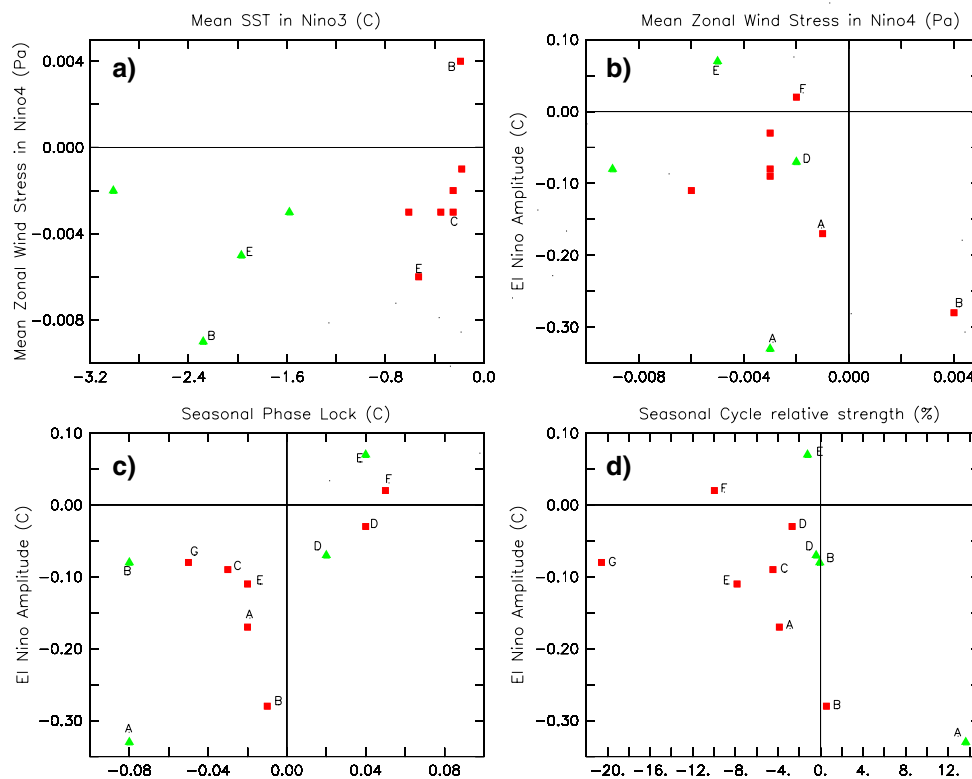 Mean SST in Nino3 (C)
Mean Zonal Wind Stress in Nino4 (Pa)
a)
0.004
0.000
−0.004
−0.008
B
C
E
E
B
−3.2 −2.4 −1.6 −0.8 0.0
Mean Zonal Wind Stress in Nino4 (Pa)
El Nino Amplitude (C)
b)
0.10
0.00
−0.10
−0.20
−0.30
E
F
D
A
B
A
−0.008 −0.004 0.000 0.004
Seasonal Phase Lock (C)
El Nino Amplitude (C)
c)
0.10
0.00
−0.10
−0.20
−0.30
E
F
D
D
G
C
B
E
A
B
A
−0.08 −0.04 0.00 0.04 0.08
Seasonal Cycle relative strength (%)
El Nino Amplitude (C)
d)
0.10
0.00
−0.10
−0.20
−0.30
E
F
D
D
B
G
C
E
A
B
A
−20. −16. −12. −8. −4. 0. 4. 8. 12.